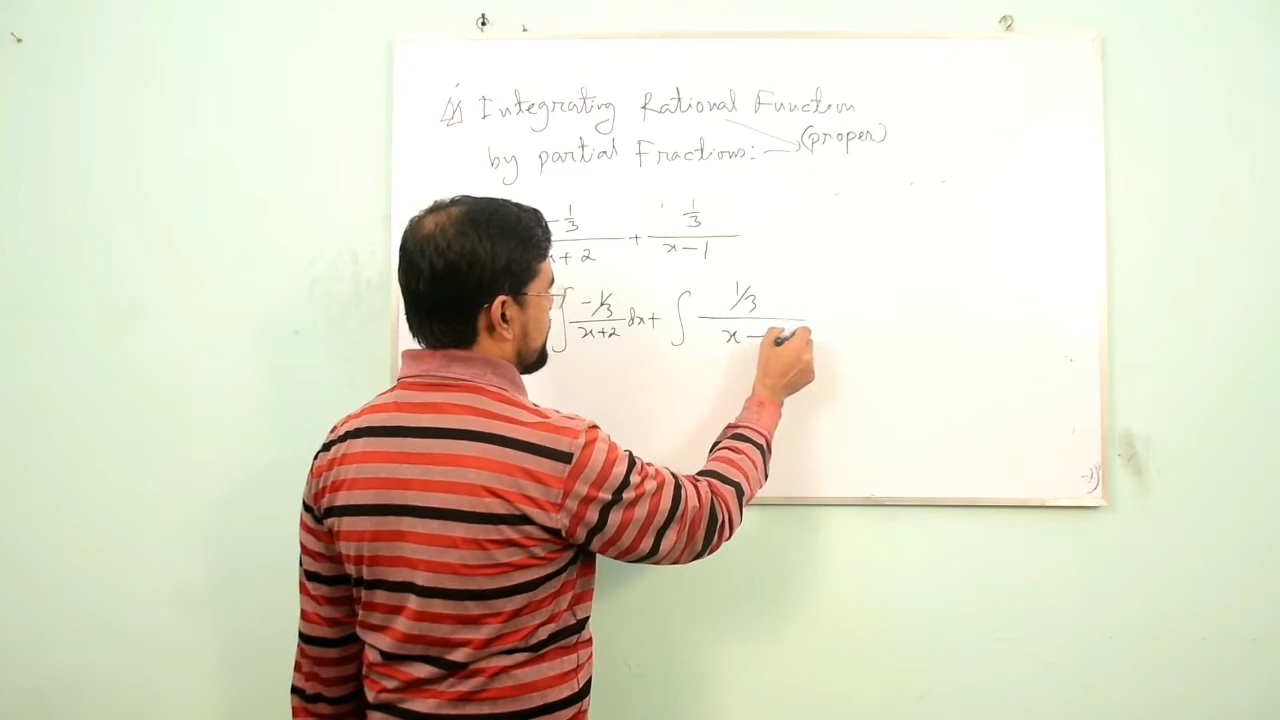 Integrating Rational Function
by partial Fractions: (proper)
-1/3 / x+2 + 1/3 / x-1
∫ -1/3 / x+2 dx + ∫ 1/3 / x-